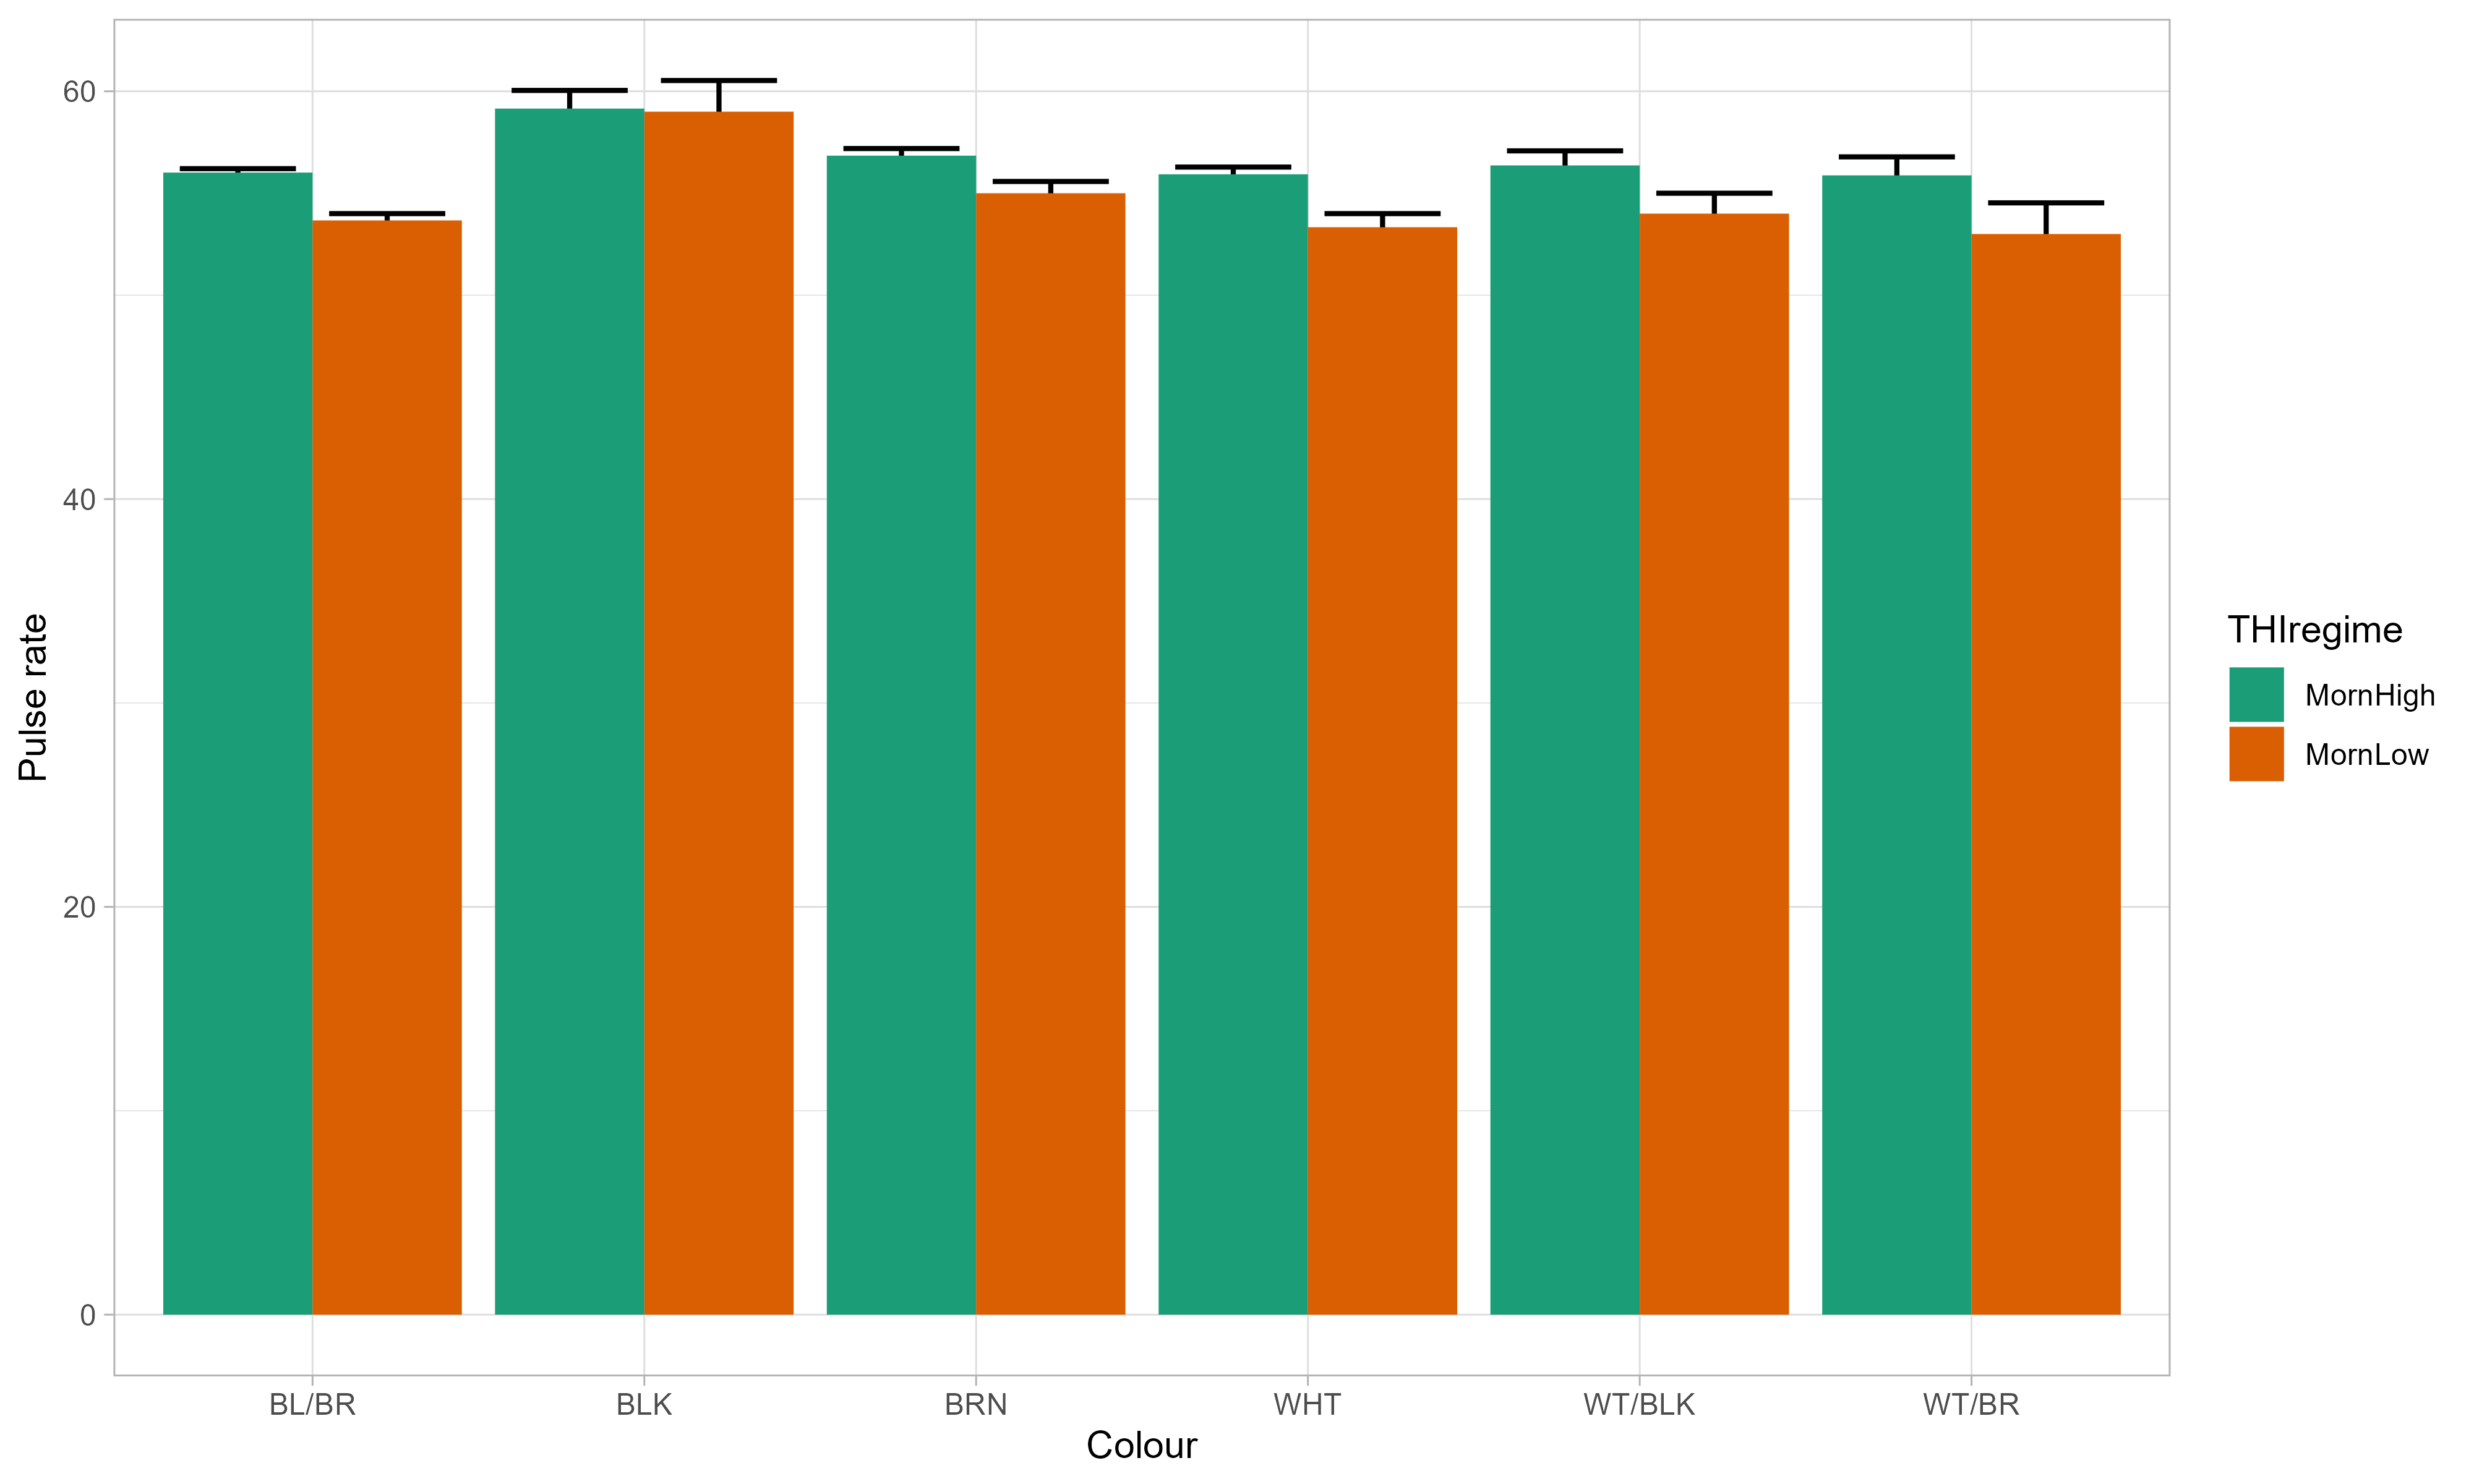 60
40
20
0
Pulse rate
BL/BR BLK BRN WHT WT/BLK WT/BR
Colour
THIregime
MornHigh
MornLow